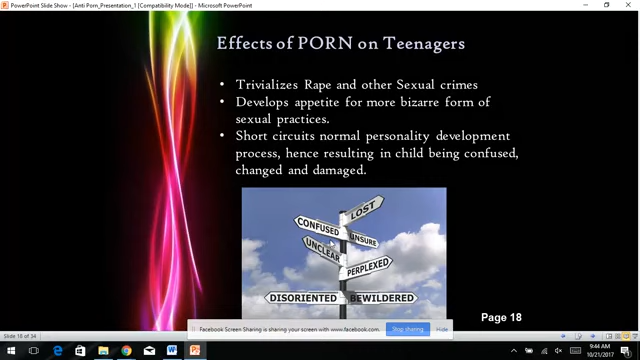 PowerPoint Slide Show - [Anti Porn_Presentation_1 [Compatibility Mode]] - Microsoft PowerPoint
Effects of PORN on Teenagers
• Trivializes Rape and other Sexual crimes
• Develops appetite for more bizarre form of
sexual practices.
• Short circuits normal personality development
process, hence resulting in child being confused,
changed and damaged.
LOST
CONFUSED
UNSURE
UNCLEAR
PERPLEXED
DISORIENTED
BEWILDERED
Page 18
Facebook Screen Sharing is sharing your screen with www.facebook.com.
Stop sharing
Hide
Slide 18 of 34
9:44 AM
10/21/2017